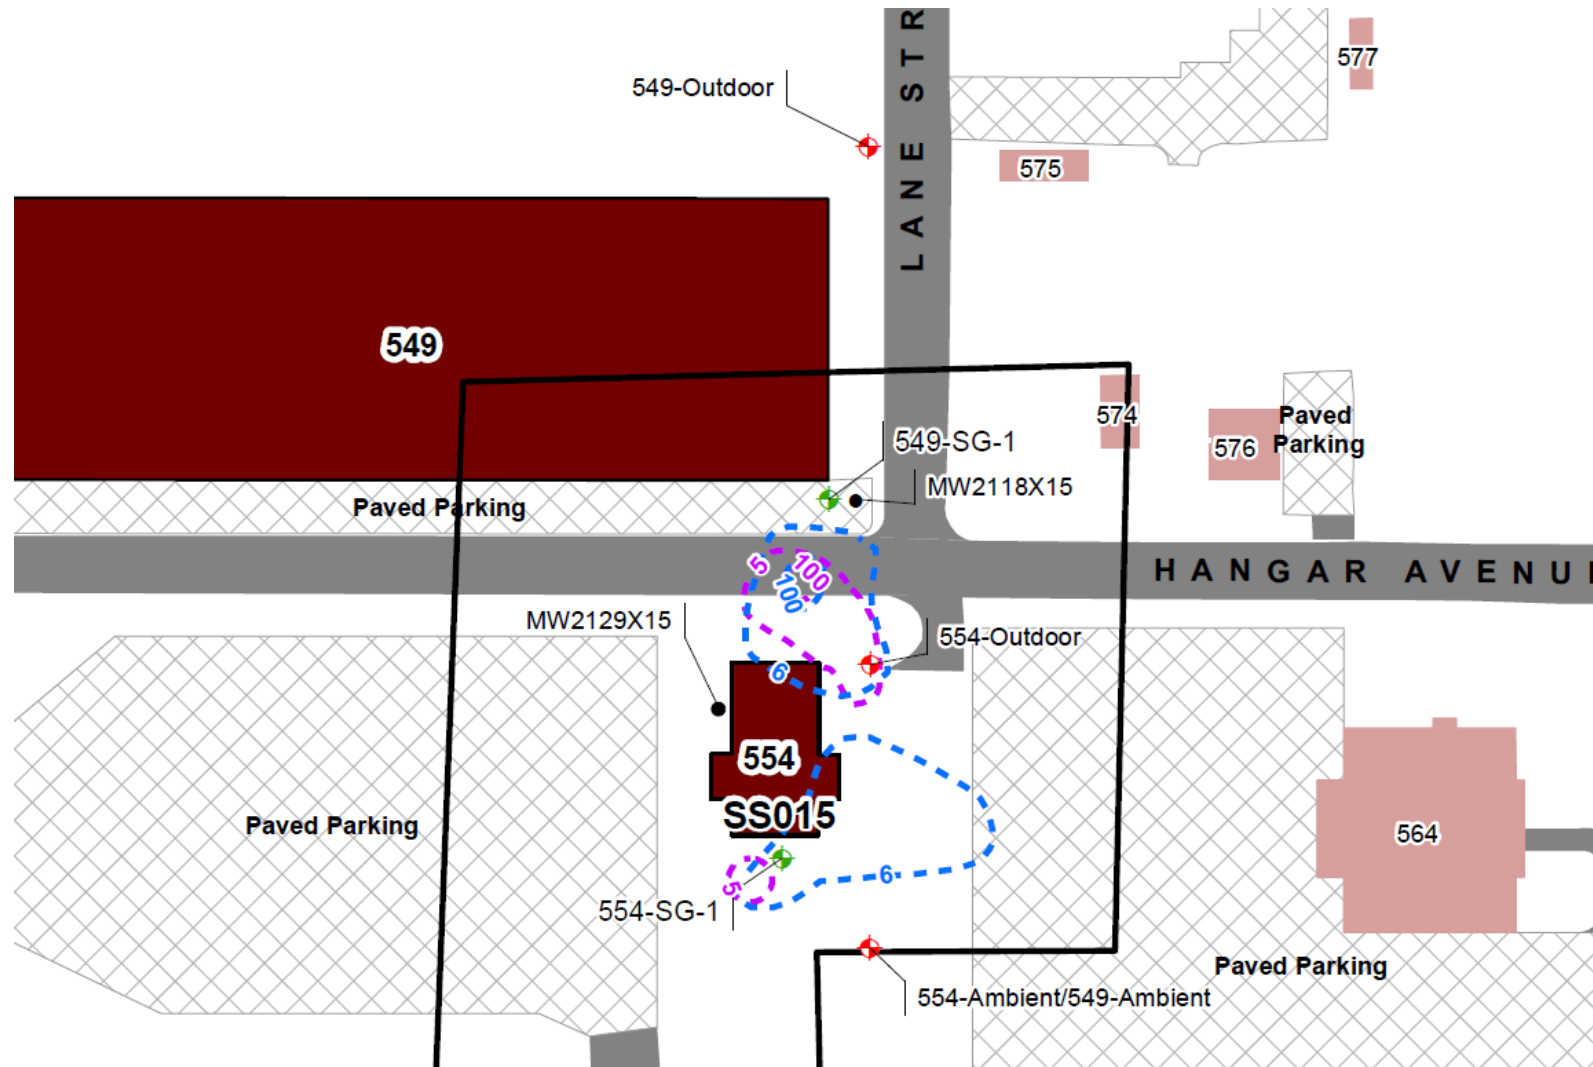 LANE STR
577
549-Outdoor
575
549
574
Paved
Parking
576
549-SG-1
MW2118X15
Paved Parking
5
100
100
HANGAR AVENU
MW2129X15
554-Outdoor
6
554
SS015
Paved Parking
564
6
5
554-SG-1
Paved Parking
554-Ambient/549-Ambient